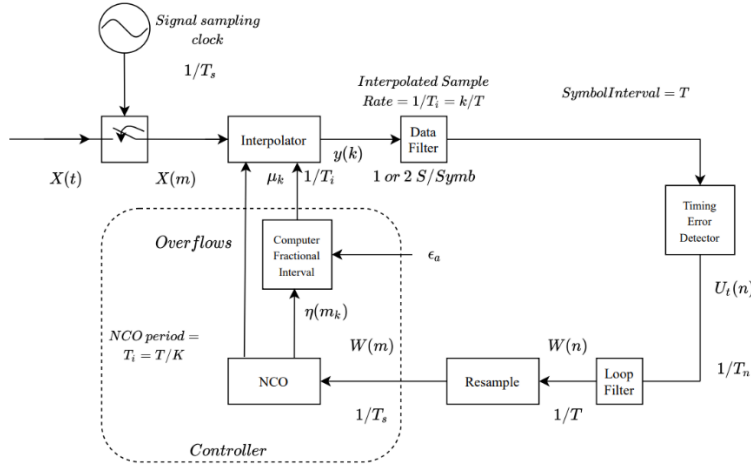 Signal sampling
clock
1/T_s
Interpolated Sample
Rate = 1/T_i = k/T
SymbolInterval = T
Interpolator
Data
Filter
y(k)
X(t)
X(m)
μ_k
1/T_i
1 or 2 S/Symb
Timing
Error
Detector
Overflows
Computer
Fractional
Interval
ϵ_a
U_t(n)
η(m_k)
NCO period =
T_i = T/K
W(m)
W(n)
NCO
Resample
Loop
Filter
1/T_n
1/T_s
1/T
Controller